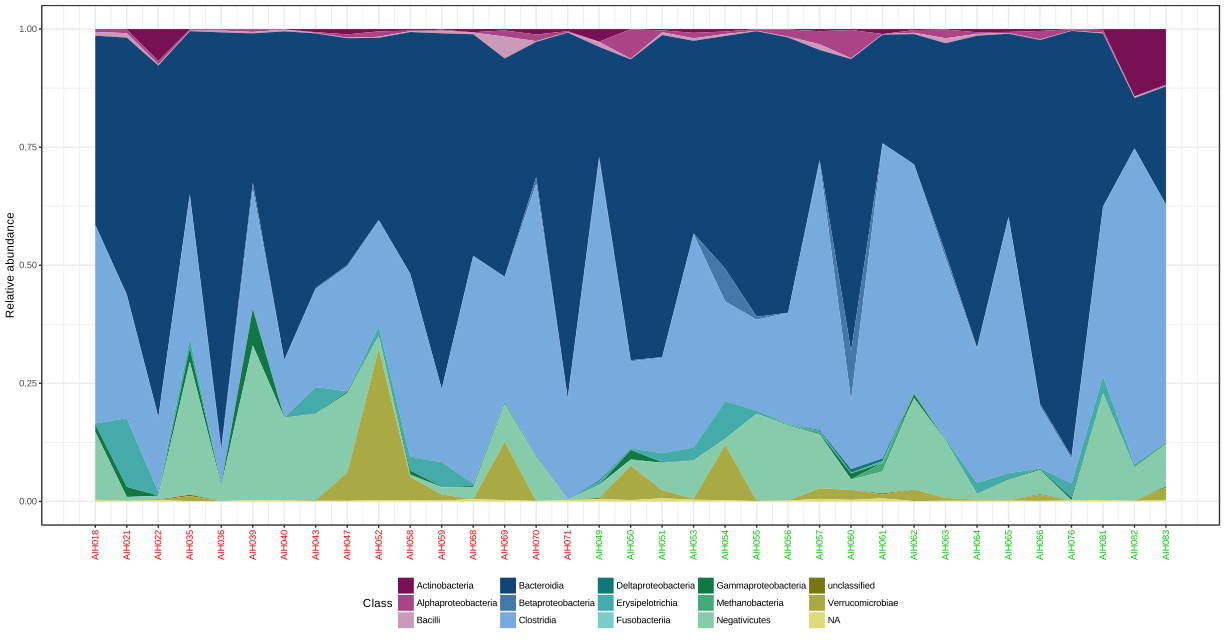 1.00
0.75
0.50
0.25
0.00
Relative abundance
AIH018 AIH021 AIH022 AIH035 AIH036 AIH039 AIH040 AIH043 AIH047 AIH052 AIH058 AIH059 AIH068 AIH069 AIH070 AIH071 AIH049 AIH050 AIH051 AIH053 AIH054 AIH055 AIH056 AIH057 AIH060 AIH061 AIH062 AIH063 AIH064 AIH065 AIH066 AIH076 AIH081 AIH082 AIH083
Actinobacteria Bacteroidia Deltaproteobacteria Gammaproteobacteria unclassified
Class Alphaproteobacteria Betaproteobacteria Erysipelotrichia Methanobacteria Verrucomicrobiae
Bacilli Clostridia Fusobacteriia Negativicutes NA